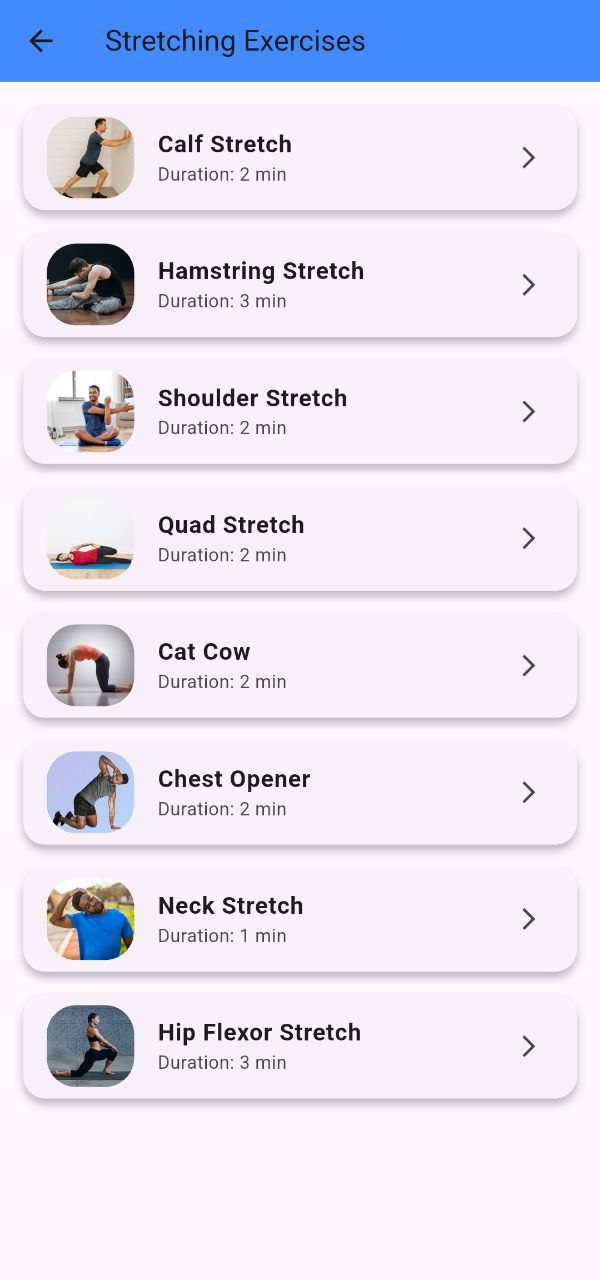 Stretching Exercises
Calf Stretch
Duration: 2 min
Hamstring Stretch
Duration: 3 min
Shoulder Stretch
Duration: 2 min
Quad Stretch
Duration: 2 min
Cat Cow
Duration: 2 min
Chest Opener
Duration: 2 min
Neck Stretch
Duration: 1 min
Hip Flexor Stretch
Duration: 3 min